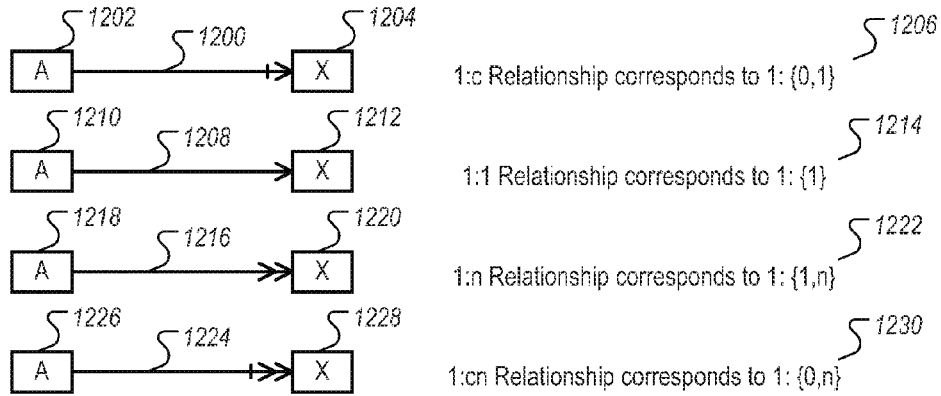 1202 1200 1204 1206
A X 1:c Relationship corresponds to 1: {0,1}
1210 1208 1212 1214
A X 1:1 Relationship corresponds to 1: {1}
1218 1216 1220 1222
A X 1:n Relationship corresponds to 1: {1,n}
1226 1224 1228 1230
A X 1:cn Relationship corresponds to 1: {0,n}